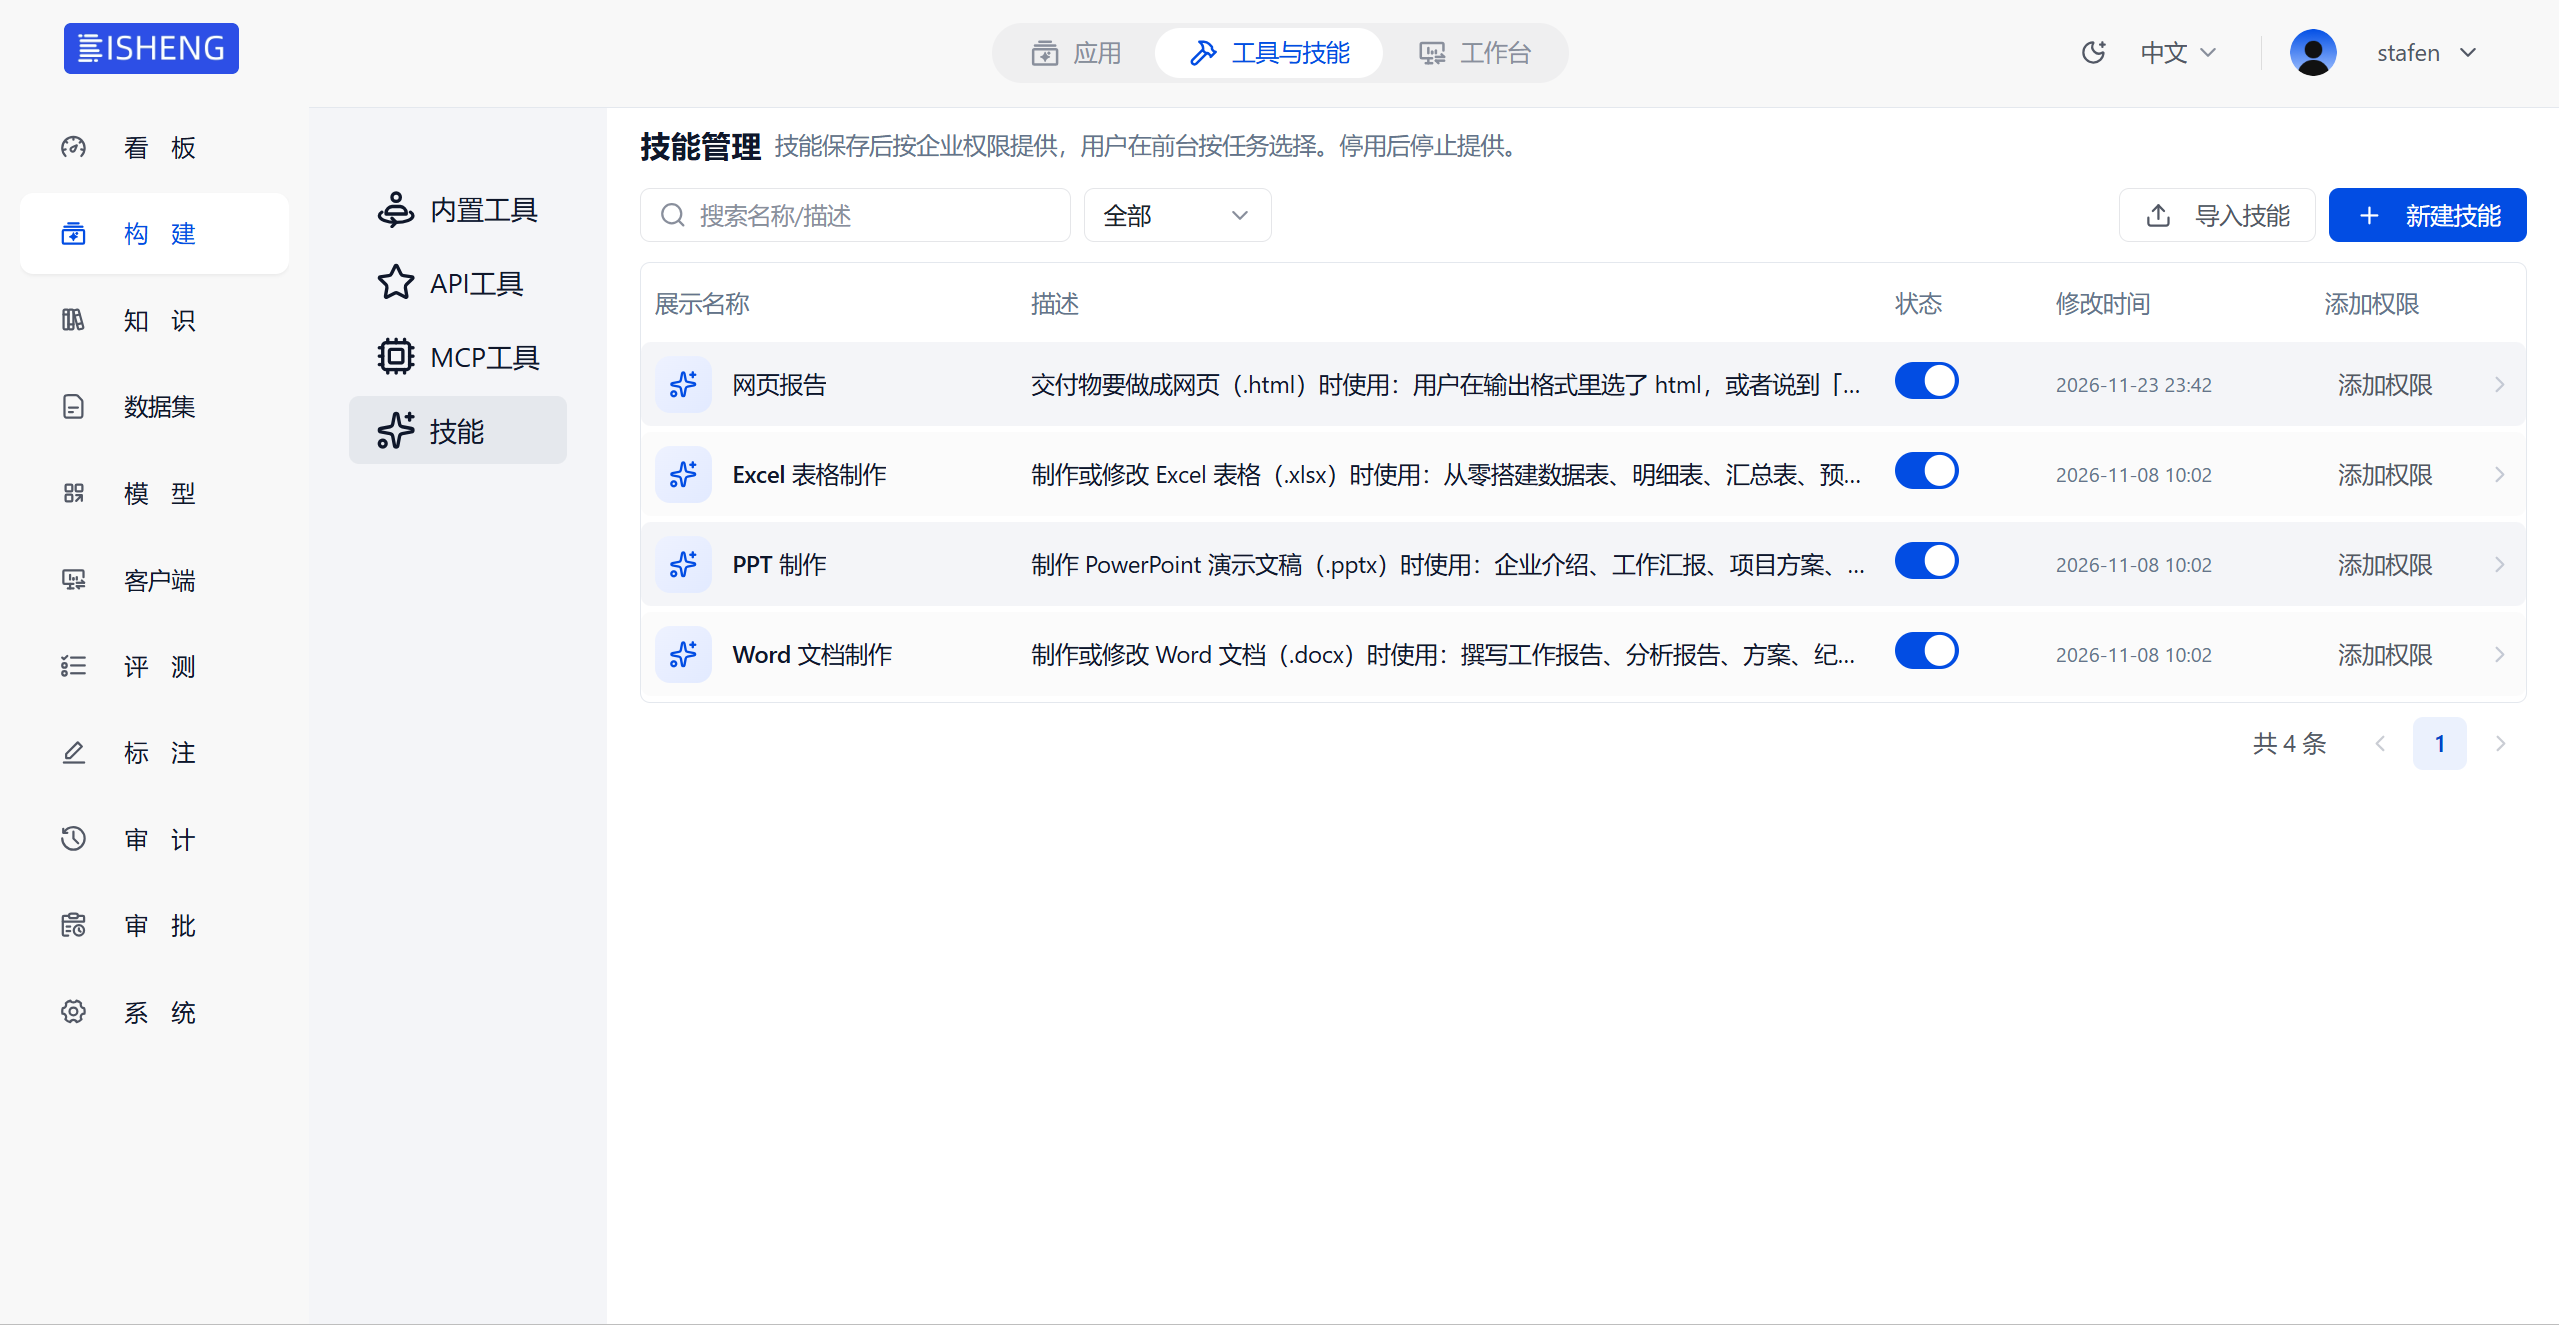 ISHENG
应用
工具与技能
工作台
中文
stafen
看 板
构 建
知 识
数据集
模 型
客户端
评 测
标 注
审 计
审 批
系 统
内置工具
API工具
MCP工具
技能
技能管理 技能保存后按企业权限提供，用户在前台按任务选择。停用后停止提供。
搜索名称/描述
全部
导入技能
新建技能
展示名称 描述 状态 修改时间 添加权限
网页报告 交付物要做成网页（.html）时使用：用户在输出格式里选了 html，或者说到「... 2026-11-23 23:42 添加权限
Excel 表格制作 制作或修改 Excel 表格（.xlsx）时使用：从零搭建数据表、明细表、汇总表、预... 2026-11-08 10:02 添加权限
PPT 制作 制作 PowerPoint 演示文稿（.pptx）时使用：企业介绍、工作汇报、项目方案、... 2026-11-08 10:02 添加权限
Word 文档制作 制作或修改 Word 文档（.docx）时使用：撰写工作报告、分析报告、方案、纪... 2026-11-08 10:02 添加权限
共 4 条 1